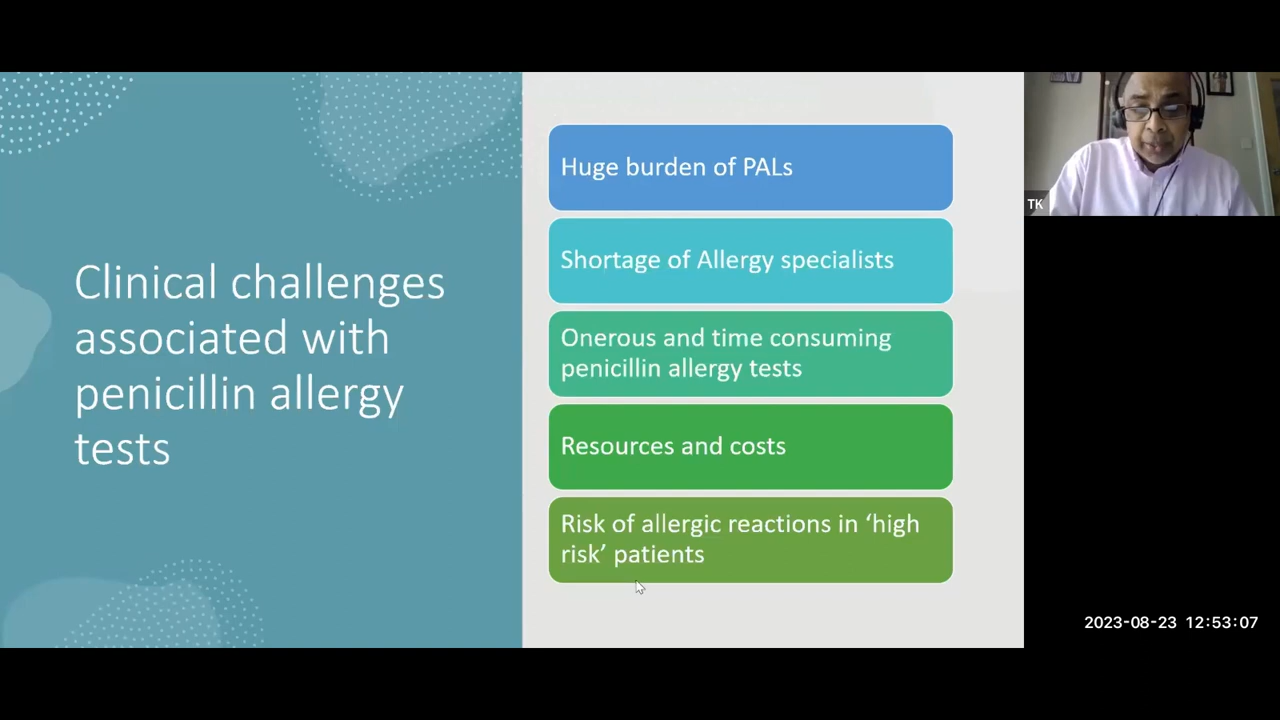 Clinical challenges
associated with
penicillin allergy
tests
Huge burden of PALs
Shortage of Allergy specialists
Onerous and time consuming
penicillin allergy tests
Resources and costs
Risk of allergic reactions in ‘high
risk’ patients
TK
2023-08-23 12:53:07